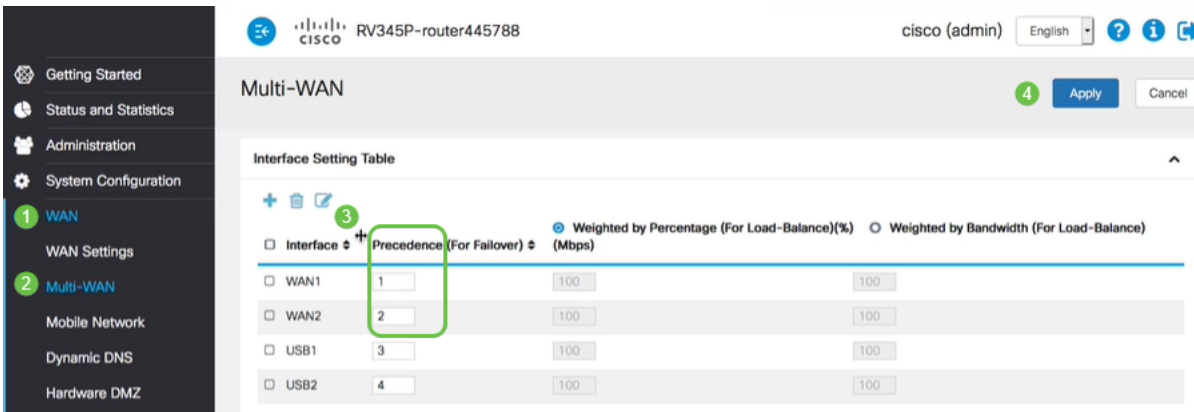 CISCO RV345P-router445788 cisco (admin) English ? i
Getting Started
Status and Statistics
Administration
System Configuration
1 WAN
WAN Settings
2 Multi-WAN
Mobile Network
Dynamic DNS
Hardware DMZ
Multi-WAN 4 Apply Cancel
Interface Setting Table
3
Interface Precedence (For Failover) Weighted by Percentage (For Load-Balance)(%) Weighted by Bandwidth (For Load-Balance)
(Mbps)
WAN1 1 100 100
WAN2 2 100 100
USB1 3 100 100
USB2 4 100 100